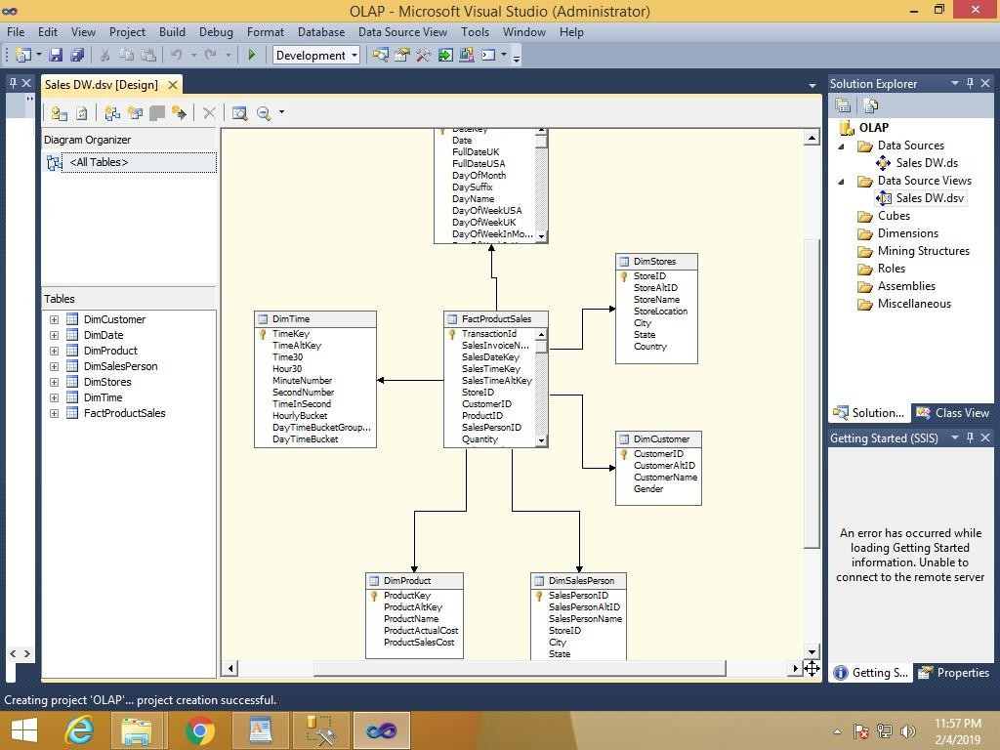 OLAP - Microsoft Visual Studio (Administrator)
File Edit View Project Build Debug Format Database Data Source View Tools Window Help
Development
Sales DW.dsv [Design]
Diagram Organizer
<All Tables>
Tables
DimCustomer
DimDate
DimProduct
DimSalesPerson
DimStores
DimTime
FactProductSales
DateKey
Date
FullDateUK
FullDateUSA
DayOfMonth
DaySuffix
DayName
DayOfWeekUSA
DayOfWeekUK
DayOfWeekInMo...
DimStores
StoreID
StoreAltID
StoreName
StoreLocation
City
State
Country
DimTime
TimeKey
TimeAltKey
Time30
Hour30
MinuteNumber
SecondNumber
TimeInSecond
HourlyBucket
DayTimeBucketGroup...
DayTimeBucket
FactProductSales
TransactionId
SalesInvoiceN...
SalesDateKey
SalesTimeKey
SalesTimeAltKey
StoreID
CustomerID
ProductID
SalesPersonID
Quantity
DimCustomer
CustomerID
CustomerAltID
CustomerName
Gender
DimProduct
ProductKey
ProductAltKey
ProductName
ProductActualCost
ProductSalesCost
DimSalesPerson
SalesPersonID
SalesPersonAltID
SalesPersonName
StoreID
City
State
Solution Explorer
OLAP
Data Sources
Sales DW.ds
Data Source Views
Sales DW.dsv
Cubes
Dimensions
Mining Structures
Roles
Assemblies
Miscellaneous
Solution... Class View
Getting Started (SSIS)
An error has occurred while
loading Getting Started
information. Unable to
connect to the remote server
Getting S... Properties
Creating project 'OLAP'... project creation successful.
11:57 PM
2/4/2019